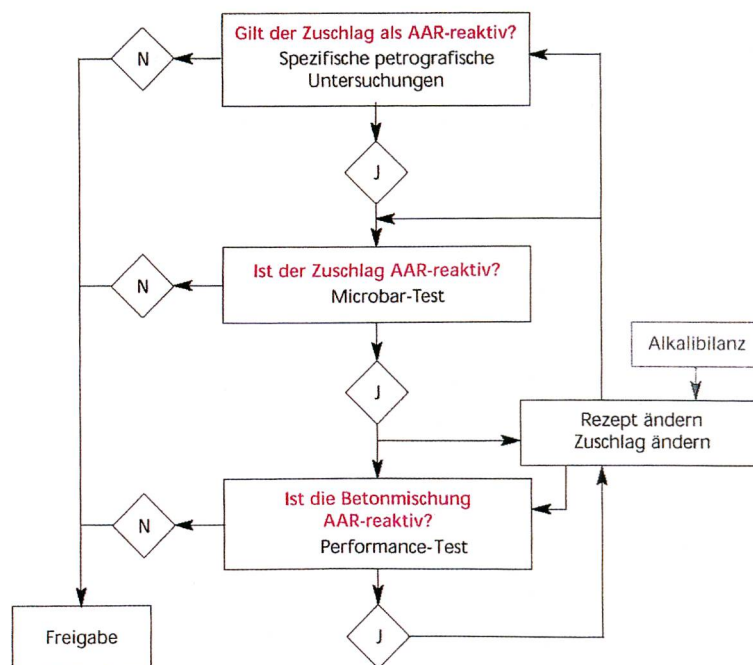 Gilt der Zuschlag als AAR-reaktiv?
Spezifische petrografische
Untersuchungen
N
J
Ist der Zuschlag AAR-reaktiv?
Microbar-Test
N
J
Alkalibilanz
Rezept ändern
Zuschlag ändern
Ist die Betonmischung
AAR-reaktiv?
Performance-Test
N
J
Freigabe